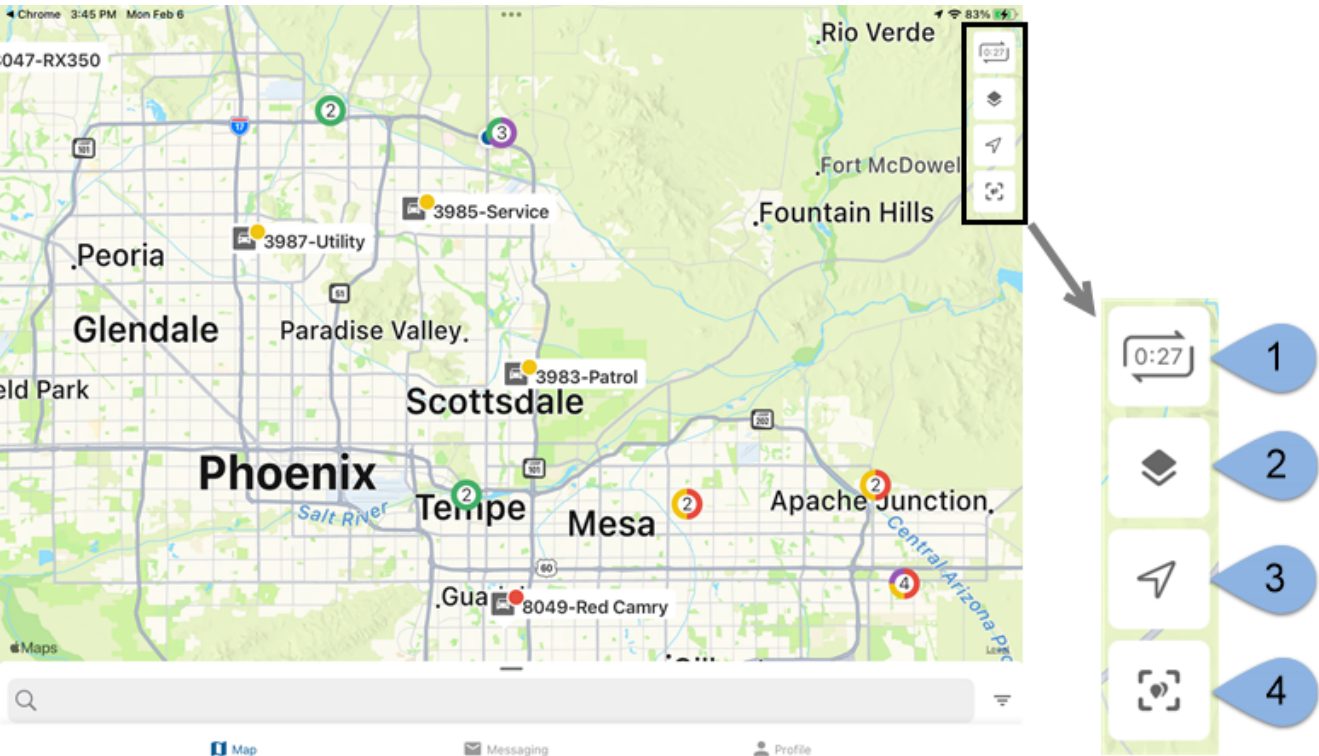 Chrome 3:45 PM Mon Feb 6
83%
Rio Verde
047-RX350
0:27
2
17
3
101
Fort McDowel
3985-Service
Fountain Hills
3987-Utility
Peoria
51
Glendale
Paradise Valley
0:27
1
3983-Patrol
eld Park
Scottsdale
202
Phoenix
101
2
2
Tempe
2
2
Apache Junction
Salt River
Mesa
Central Arizona Pro
60
3
4
Gua
8049-Red Camry
Maps
Legal
4
Map
Messaging
Profile